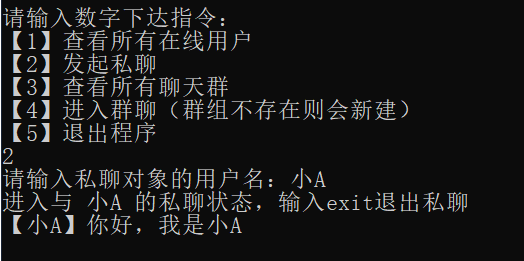 请输入数字下达指令：
【1】查看所有在线用户
【2】发起私聊
【3】查看所有聊天群
【4】进入群聊（群组不存在则会新建）
【5】退出程序
2
请输入私聊对象的用户名：小A
进入与 小A 的私聊状态，输入exit退出私聊
【小A】你好，我是小A